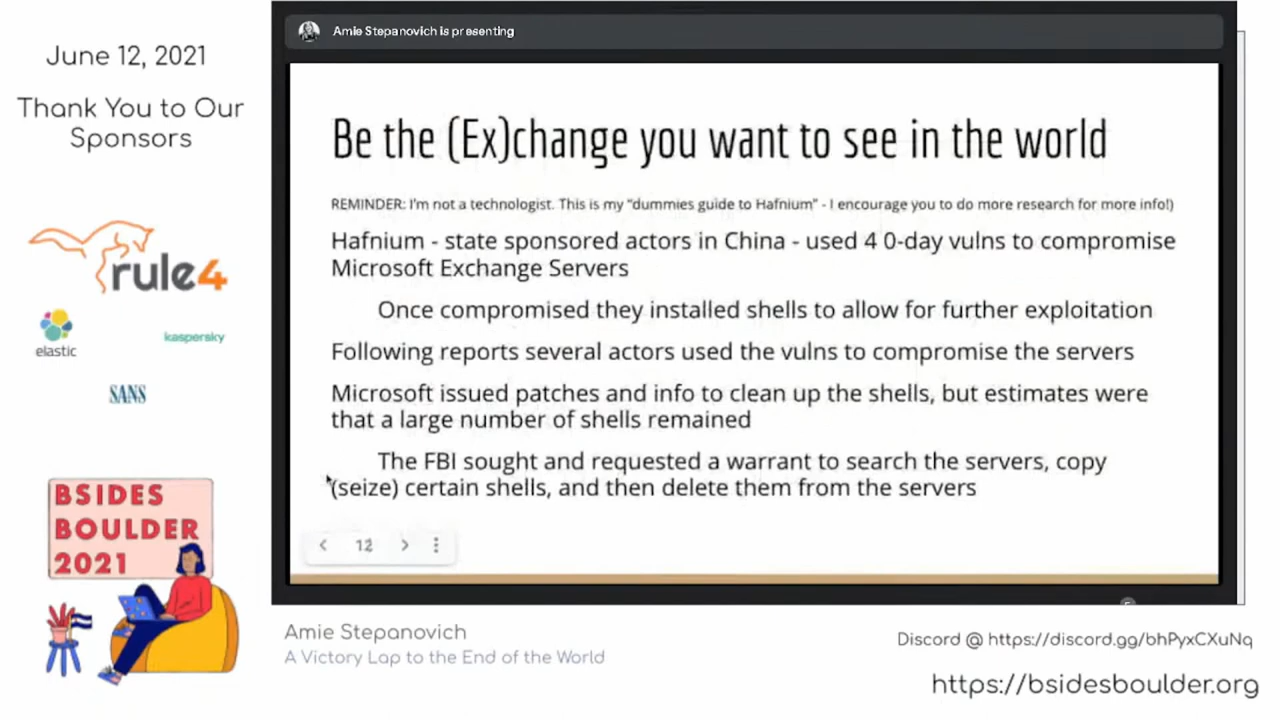 June 12, 2021
Thank You to Our
Sponsors
rule4
elastic
kaspersky
SANS
BSIDES
BOULDER
2021
Amie Stepanovich is presenting
Be the (Ex)change you want to see in the world
REMINDER: I'm not a technologist. This is my "dummies guide to Hafnium" - I encourage you to do more research for more info!)
Hafnium - state sponsored actors in China - used 4 0-day vulns to compromise
Microsoft Exchange Servers
Once compromised they installed shells to allow for further exploitation
Following reports several actors used the vulns to compromise the servers
Microsoft issued patches and info to clean up the shells, but estimates were
that a large number of shells remained
The FBI sought and requested a warrant to search the servers, copy
(seize) certain shells, and then delete them from the servers
12
Amie Stepanovich
A Victory Lap to the End of the World
Discord @ https://discord.gg/bhPyxCXuNq
https://bsidesboulder.org